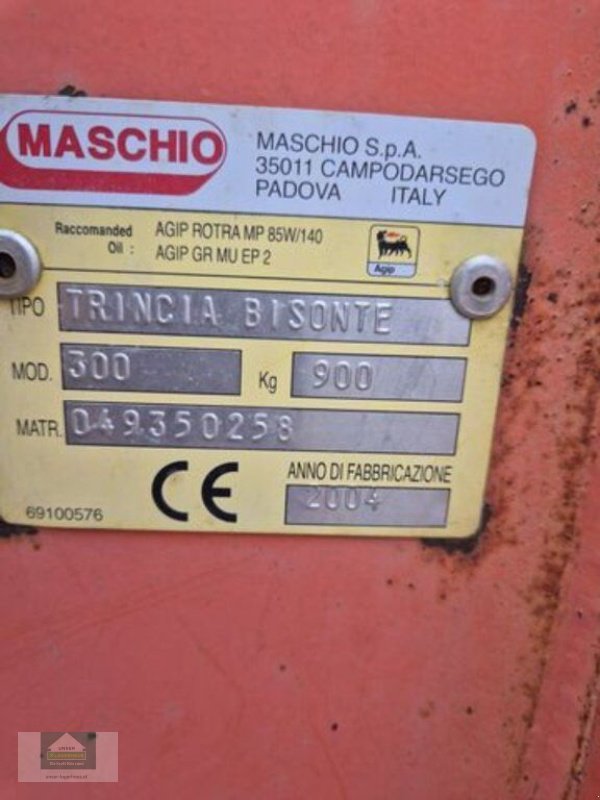 MASCHIO
MASCHIO S.p.A.
35011 CAMPODARSEGO
PADOVA ITALY
Raccomanded Oil :
AGIP ROTRA MP 85W/140
AGIP GR MU EP 2
Agip
TIPO TRINCIA BISONTE
MOD. 300 Kg 900
MATR. 049350258
CE
ANNO DI FABBRICAZIONE
2004
69100576
UNSER